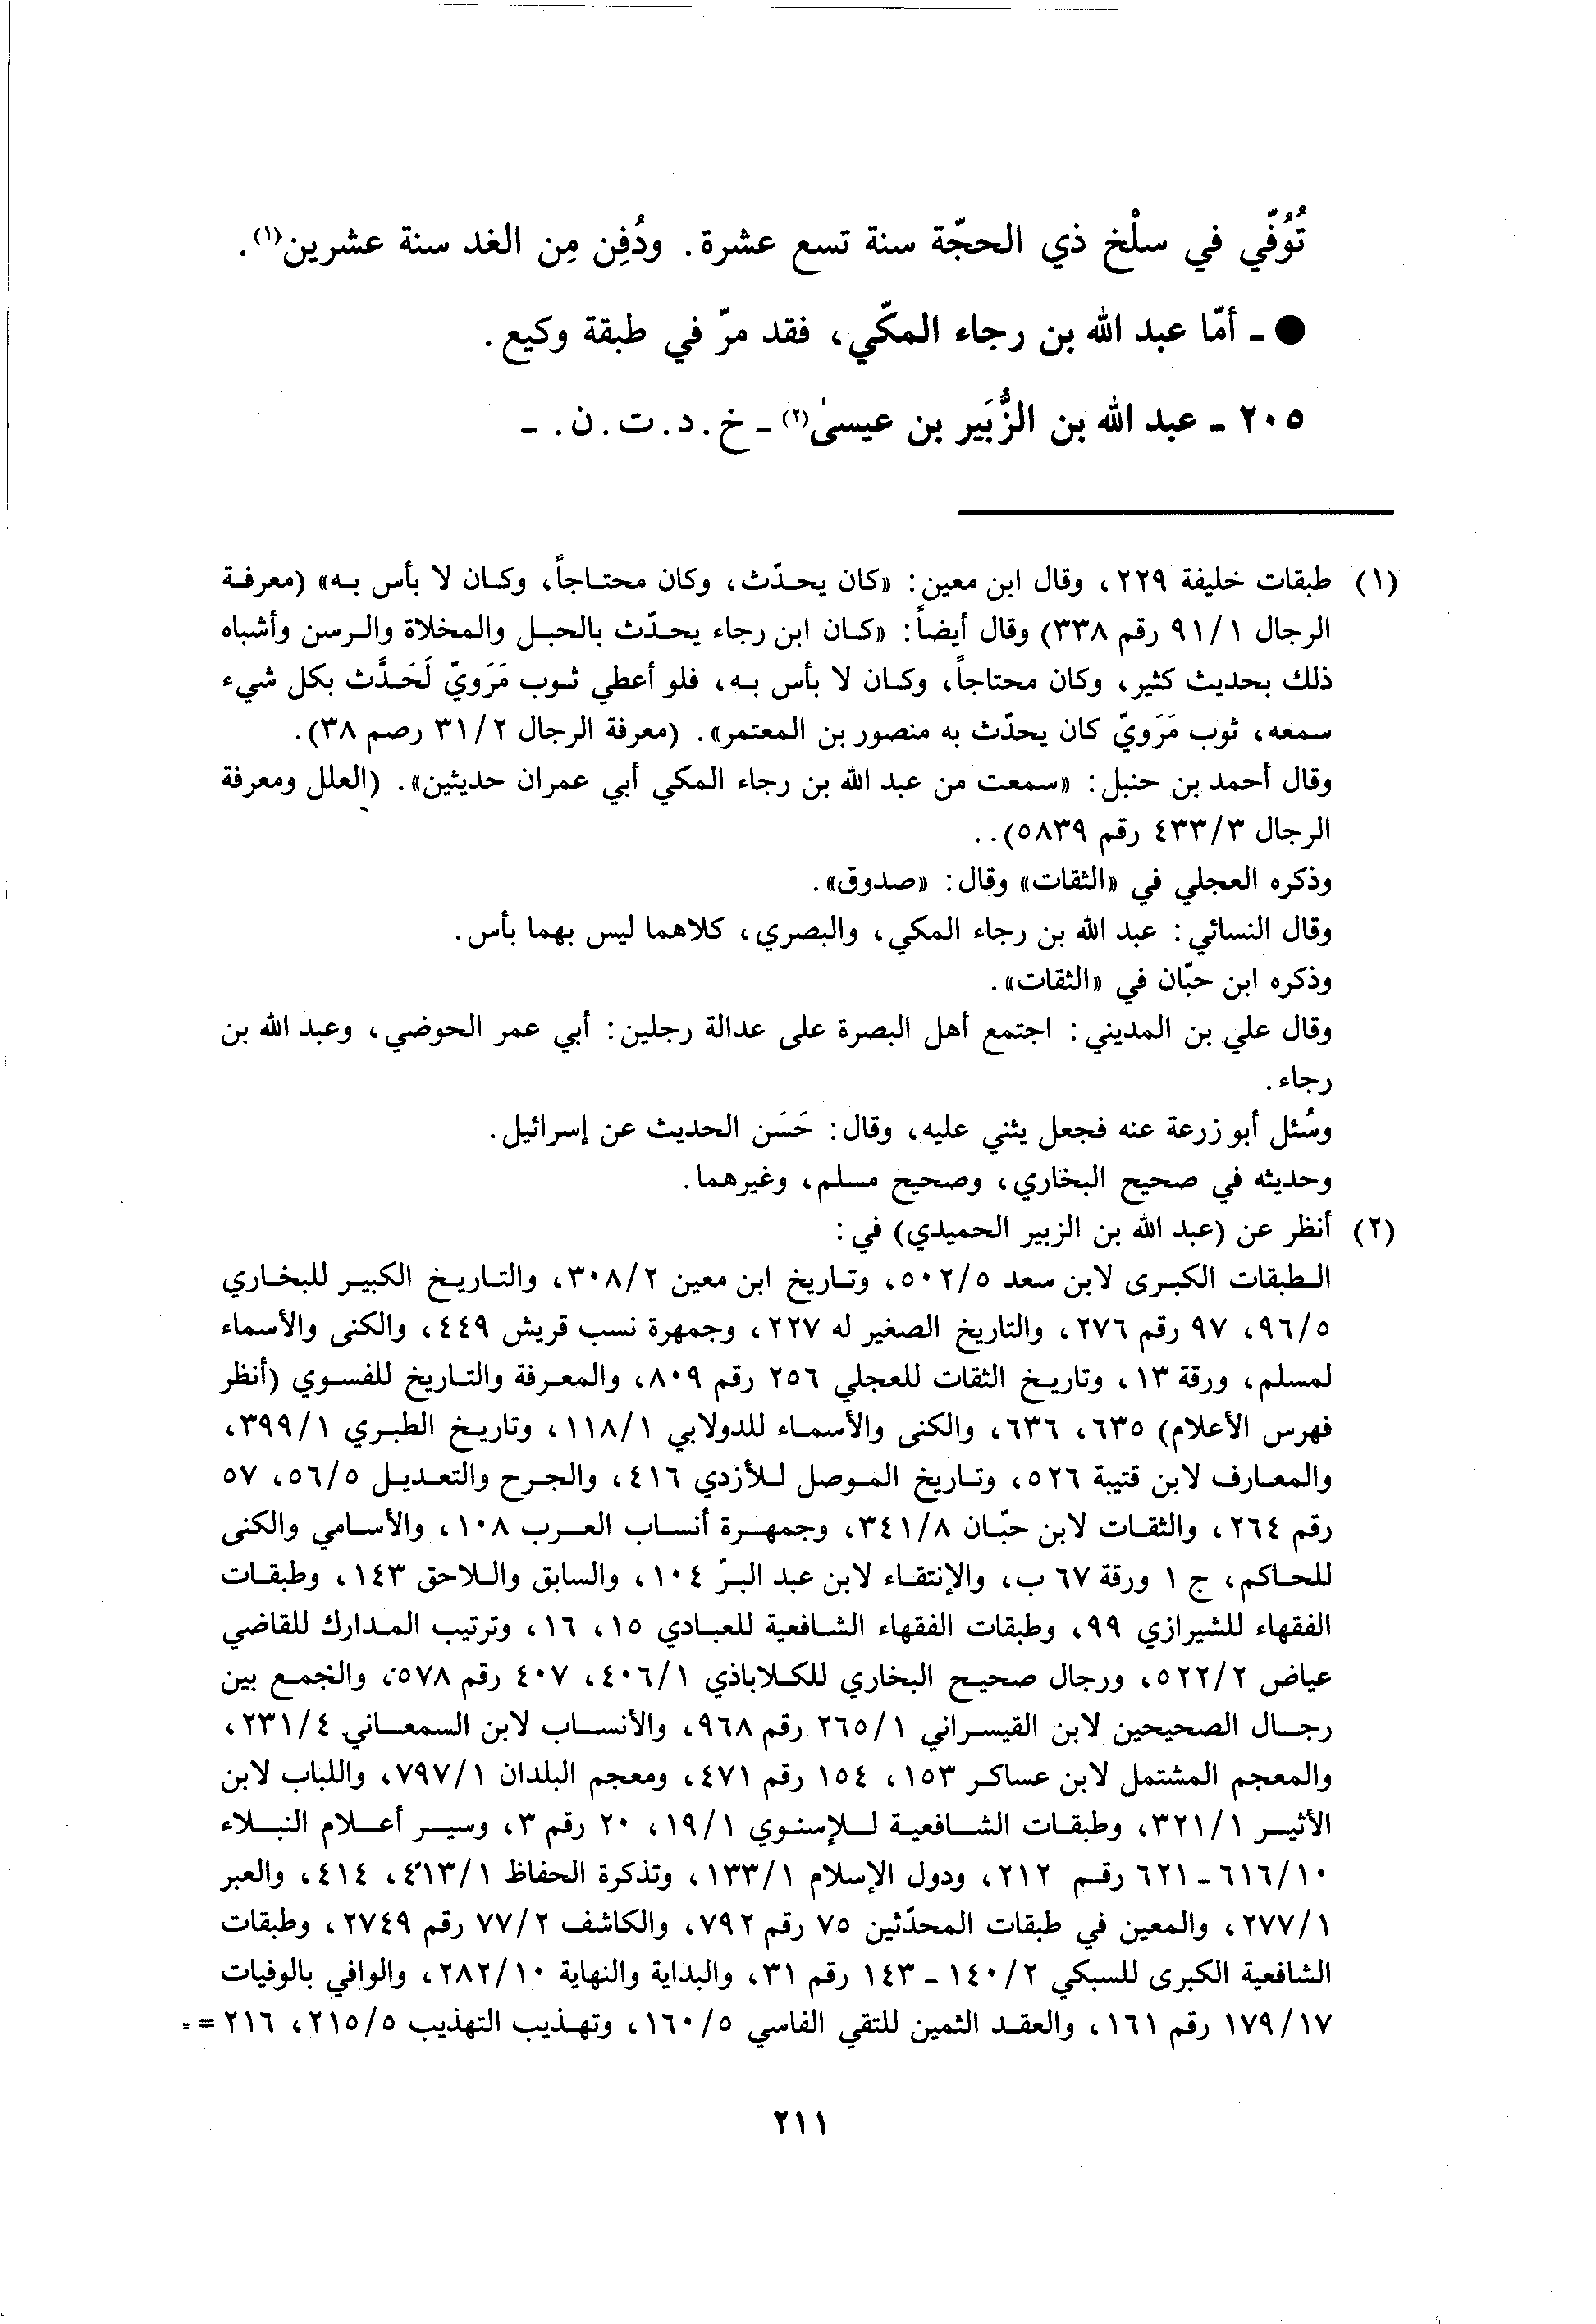 تُوُفّي في سلْخ ذي الحجّة سنة تسع عشرة. ودُفِن مِن الغد سنة عشرين(١).
● - أمّا عبد الله بن رجاء المكّي، فقد مرّ في طبقة وكيع.
٢٠٥ - عبد الله بن الزُّبَير بن عيسىٰ(٢) - خ. د. ت. ن. -
(١) طبقات خليفة ٢٢٩، وقال ابن معين: «كان يحدّث، وكان محتاجاً، وكان لا بأس به» (معرفة
الرجال ٩١/١ رقم ٣٣٨) وقال أيضاً: «كان ابن رجاء يحدّث بالحبل والمخلاة والرسن وأشباه
ذلك بحديث كثير، وكان محتاجاً، وكان لا بأس به، فلو أعطي ثوب مَرَويّ لَحَدَّث بكل شيء
سمعه، ثوب مَرَويّ كان يحدّث به منصور بن المعتمر». (معرفة الرجال ٣١/٢ رصم ٣٨).
وقال أحمد بن حنبل: «سمعت من عبد الله بن رجاء المكي أبي عمران حديثين». (العلل ومعرفة
الرجال ٤٣٣/٣ رقم ٥٨٣٩)..
وذكره العجلي في «الثقات» وقال: «صدوق».
وقال النسائي: عبد الله بن رجاء المكي، والبصري، كلاهما ليس بهما بأس.
وذكره ابن حبّان في «الثقات».
وقال علي بن المديني: اجتمع أهل البصرة على عدالة رجلين: أبي عمر الحوضي، وعبد الله بن
رجاء.
وسُئل أبو زرعة عنه فجعل يثني عليه، وقال: حَسَن الحديث عن إسرائيل.
وحديثه في صحيح البخاري، وصحيح مسلم، وغيرهما.
(٢) أنظر عن (عبد الله بن الزبير الحميدي) في:
الطبقات الكبرى لابن سعد ٥٠٢/٥، وتاريخ ابن معين ٣٠٨/٢، والتاريخ الكبير للبخاري
٩٦/٥، ٩٧ رقم ٢٧٦، والتاريخ الصغير له ٢٢٧، وجمهرة نسب قريش ٤٤٩، والكنى والأسماء
لمسلم، ورقة ١٣، وتاريخ الثقات للعجلي ٢٥٦ رقم ٨٠٩، والمعرفة والتاريخ للفسوي (أنظر
فهرس الأعلام) ٦٣٥، ٦٣٦، والكنى والأسماء للدولابي ١١٨/١، وتاريخ الطبري ٣٩٩/١،
والمعارف لابن قتيبة ٥٢٦، وتاريخ الموصل للأزدي ٤١٦، والجرح والتعديل ٥٦/٥، ٥٧
رقم ٢٦٤، والثقات لابن حبّان ٣٤١/٨، وجمهرة أنساب العرب ١٠٨، والأسامي والكنى
للحاكم، ج ١ ورقة ٦٧ ب، والإنتقاء لابن عبد البرّ ١٠٤، والسابق واللاحق ١٤٣، وطبقات
الفقهاء للشيرازي ٩٩، وطبقات الفقهاء الشافعية للعبادي ١٥، ١٦، وترتيب المدارك للقاضي
عياض ٥٢٢/٢، ورجال صحيح البخاري للكلاباذي ٤٠٦/١، ٤٠٧ رقم ٥٧٨، والجمع بين
رجال الصحيحين لابن القيسراني ٢٦٥/١ رقم ٩٦٨، والأنساب لابن السمعاني ٢٣١/٤،
والمعجم المشتمل لابن عساكر ١٥٣، ١٥٤ رقم ٤٧١، ومعجم البلدان ٧٩٧/١، واللباب لابن
الأثير ٣٢١/١، وطبقات الشافعية للإسنوي ١٩/١، ٢٠ رقم ٣، وسير أعلام النبلاء
٦١٦/١٠ - ٦٢١ رقم ٢١٢، ودول الإسلام ١٣٣/١، وتذكرة الحفاظ ٤١٣/١، ٤١٤، والعبر
٢٧٧/١، والمعين في طبقات المحدّثين ٧٥ رقم ٧٩٢، والكاشف ٧٧/٢ رقم ٢٧٤٩، وطبقات
الشافعية الكبرى للسبكي ١٤٠/٢ - ١٤٣ رقم ٣١، والبداية والنهاية ٢٨٢/١٠، والوافي بالوفيات
١٧٩/١٧ رقم ١٦١، والعقد الثمين للتقي الفاسي ١٦٠/٥، وتهذيب التهذيب ٢١٥/٥، ٢١٦ =
٢١١